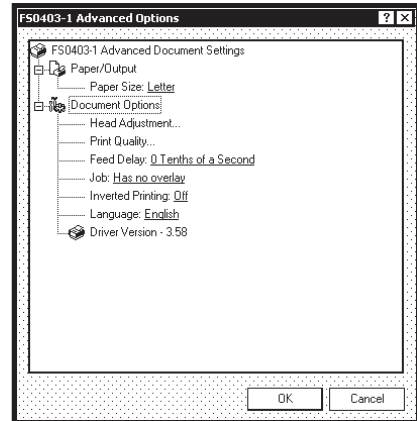 FS0403-1 Advanced Options
FS0403-1 Advanced Document Settings
Paper/Output
Paper Size: Letter
Document Options
Head Adjustment...
Print Quality...
Feed Delay: 0 Tenths of a Second
Job: Has no overlay
Inverted Printing: Off
Language: English
Driver Version - 3.58
OK Cancel